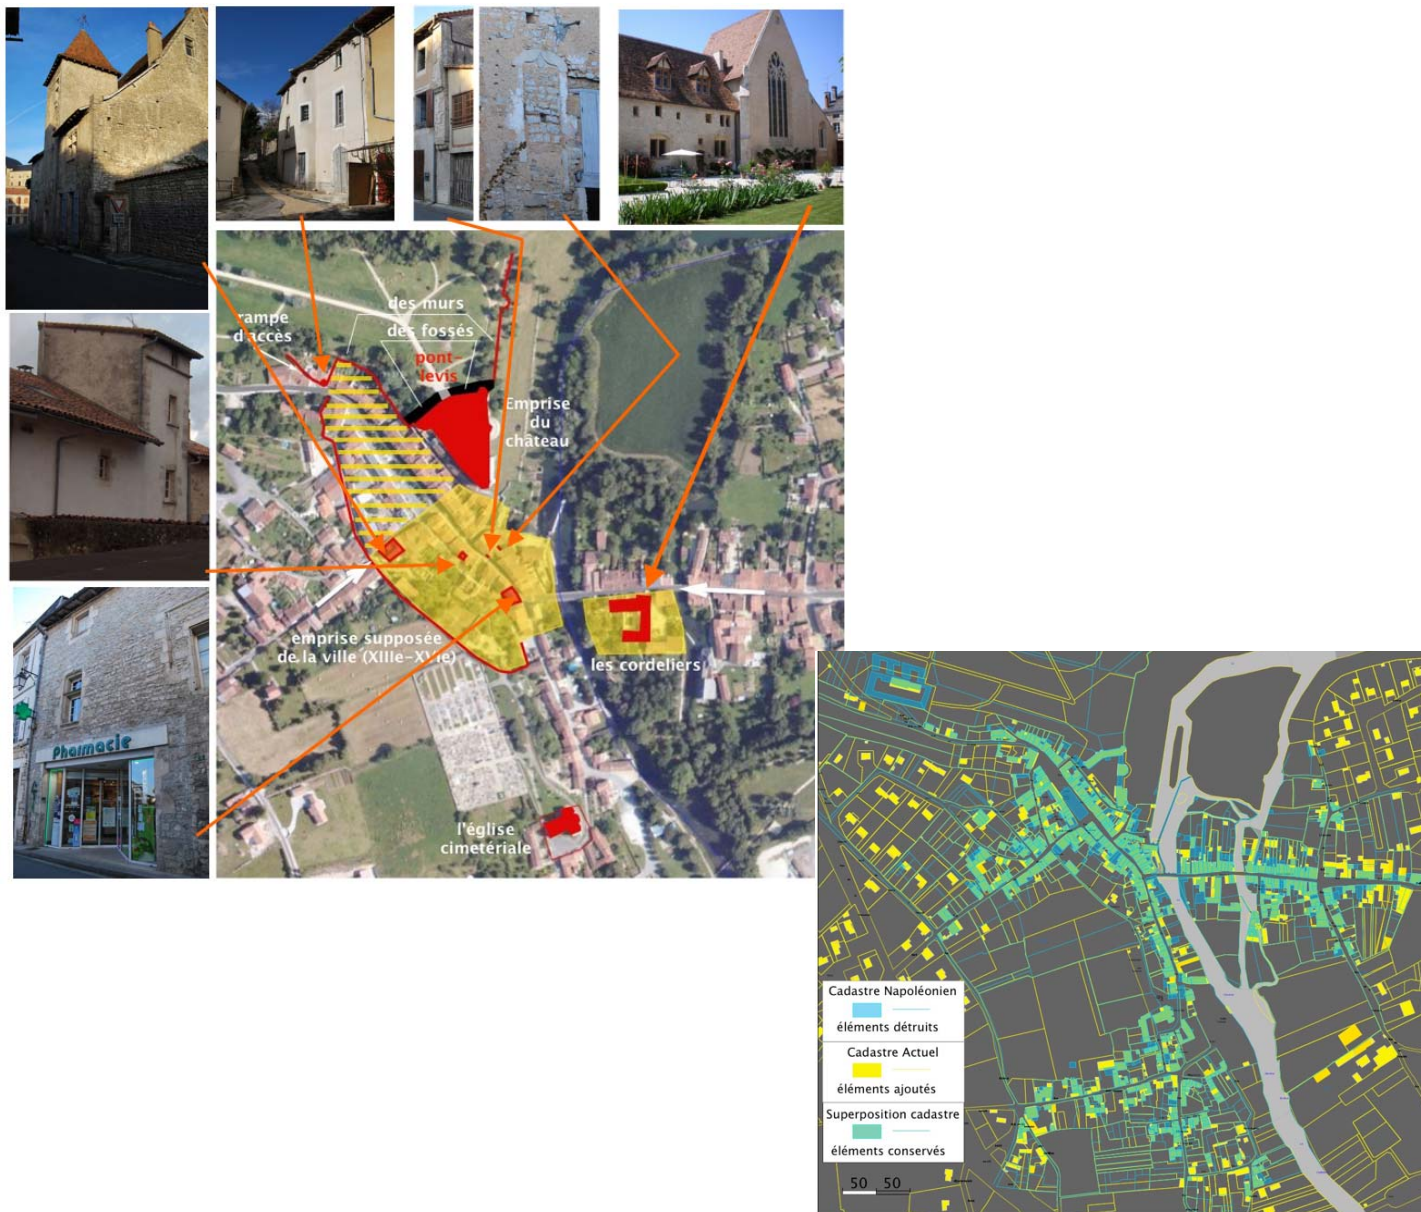 des murs
rampe
d'accès
des fossés
pont-
levis
Emprise
du
château
emprise supposée
de la ville (XIIIe-XVIe)
les cordeliers
l'église
cimetériale
Pharmacie
Cadastre Napoléonien
éléments détruits
Cadastre Actuel
éléments ajoutés
Superposition cadastre
éléments conservés
50 50